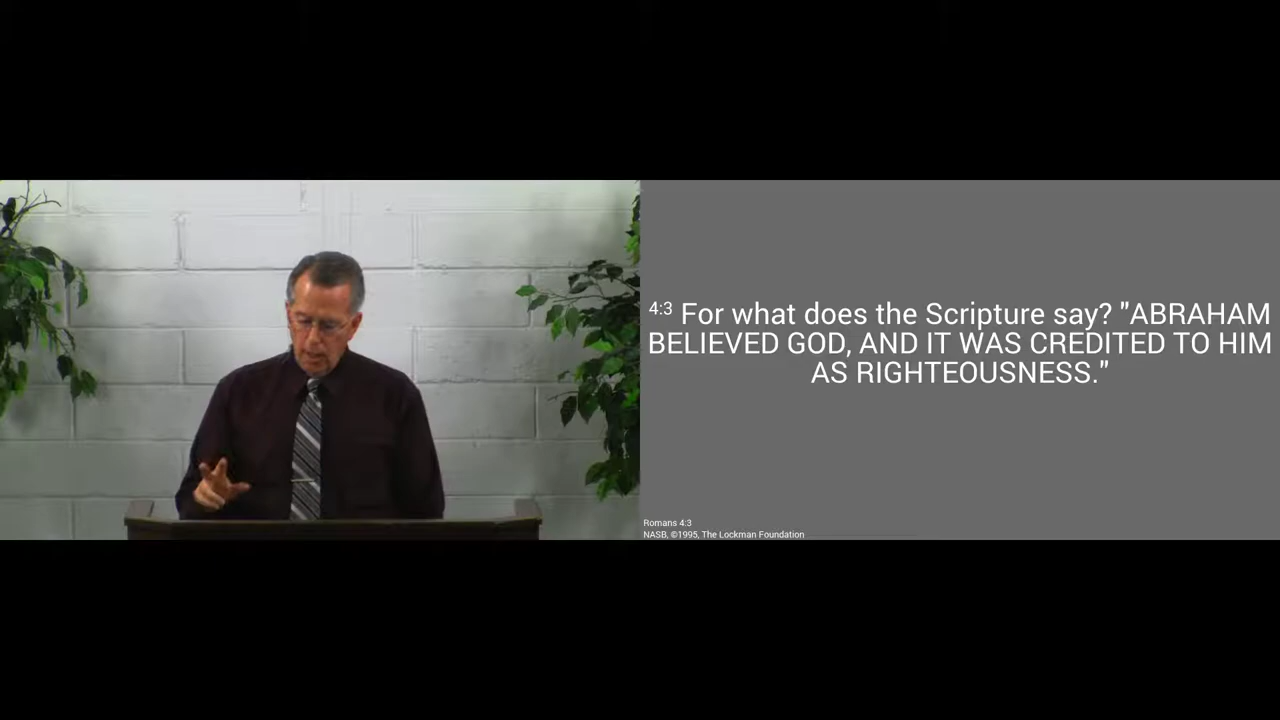 4:3 For what does the Scripture say? "ABRAHAM
BELIEVED GOD, AND IT WAS CREDITED TO HIM
AS RIGHTEOUSNESS."
Romans 4:3
NASB, ©1995, The Lockman Foundation